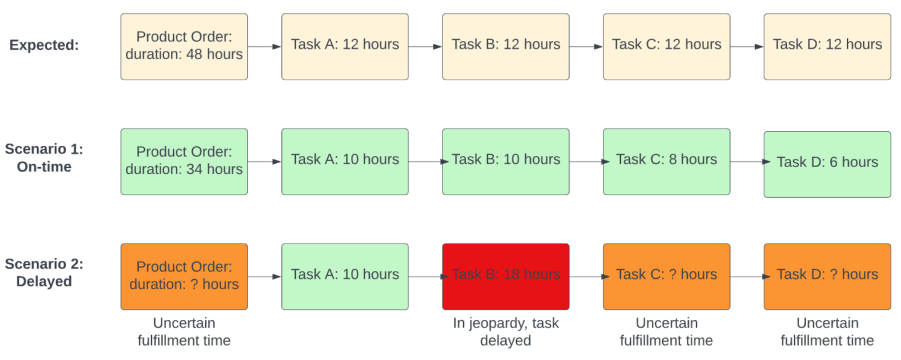 Expected:
Product Order:
duration: 48 hours
Task A: 12 hours
Task B: 12 hours
Task C: 12 hours
Task D: 12 hours
Scenario 1:
On-time
Product Order:
duration: 34 hours
Task A: 10 hours
Task B: 10 hours
Task C: 8 hours
Task D: 6 hours
Scenario 2:
Delayed
Product Order:
duration: ? hours
Task A: 10 hours
Task B: 18 hours
Task C: ? hours
Task D: ? hours
Uncertain
fulfillment time
In jeopardy, task
delayed
Uncertain
fulfillment time
Uncertain
fulfillment time